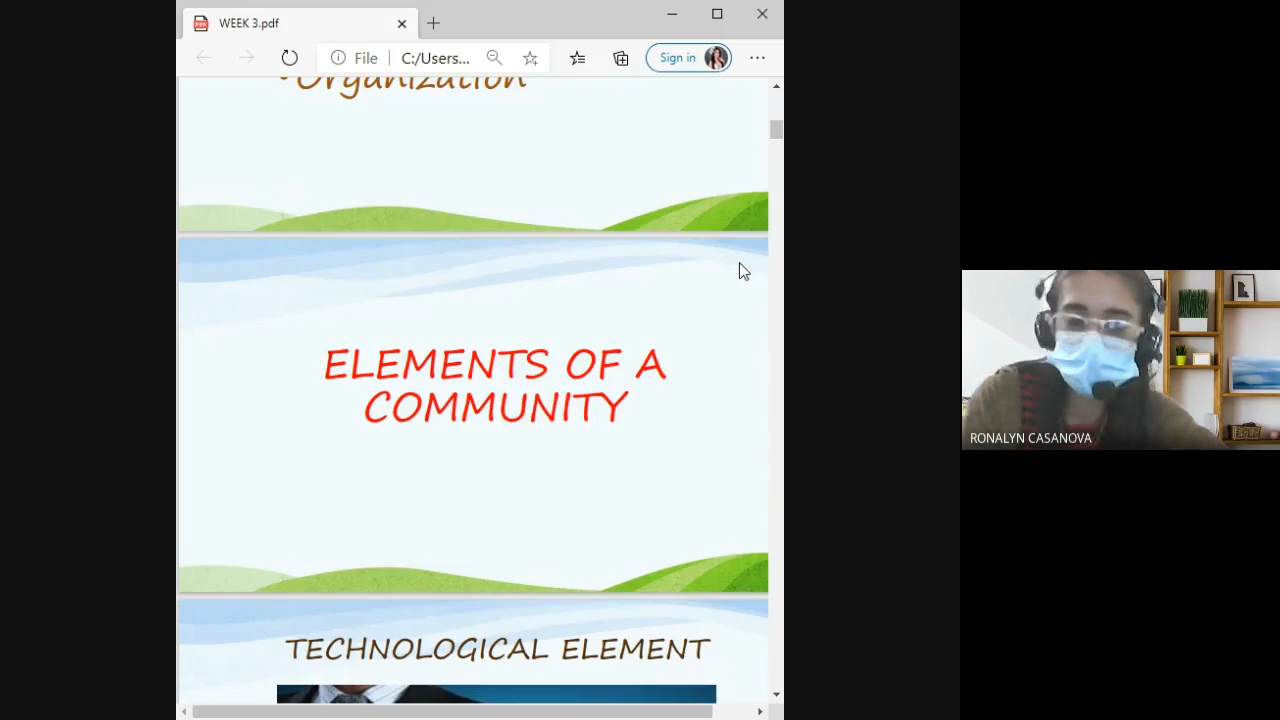 WEEK 3.pdf
File
C:/Users...
Sign in
•Organization
ELEMENTS OF A
COMMUNITY
TECHNOLOGICAL ELEMENT
RONALYN CASANOVA